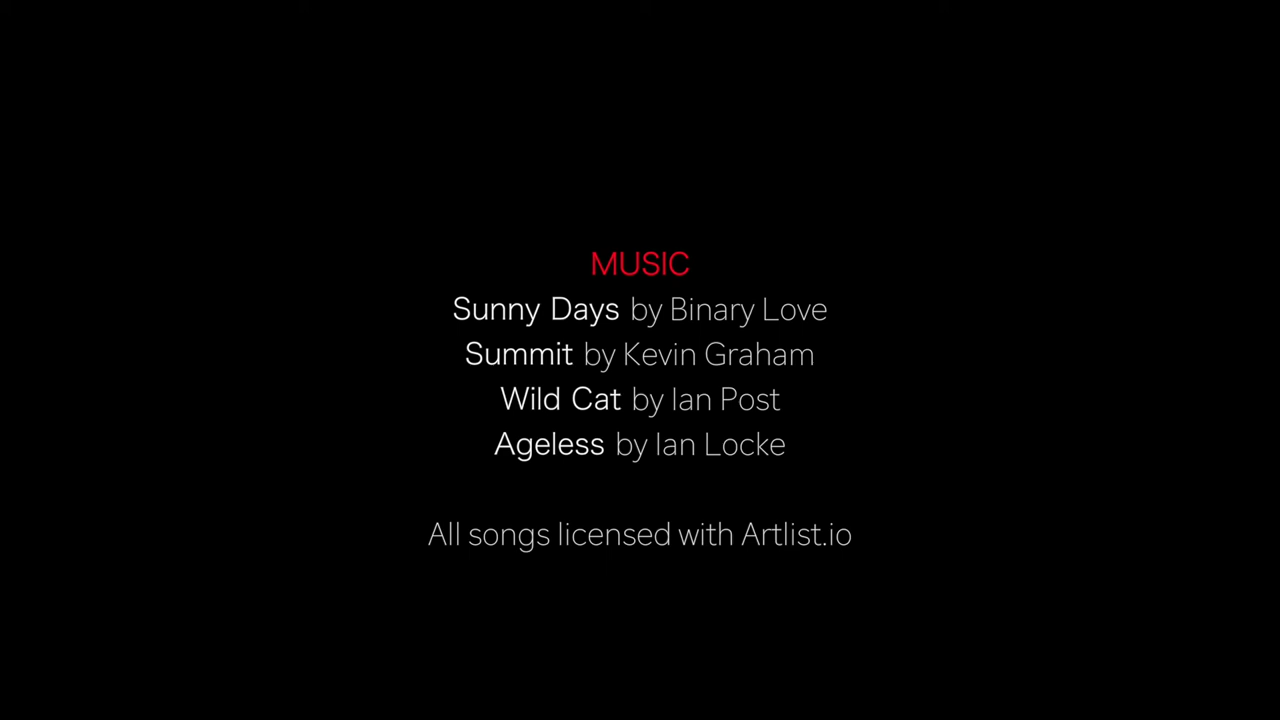 MUSIC
Sunny Days by Binary Love
Summit by Kevin Graham
Wild Cat by Ian Post
Ageless by Ian Locke
All songs licensed with Artlist.io